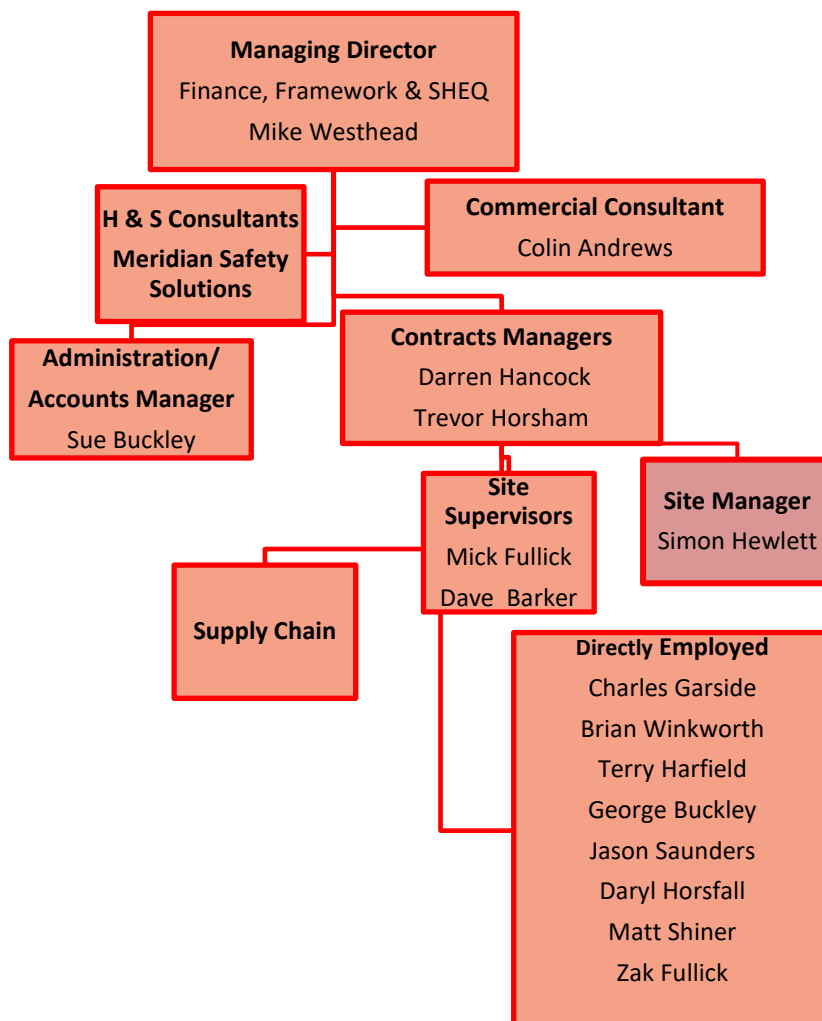 Managing Director
Finance, Framework & SHEQ
Mike Westhead
H & S Consultants
Meridian Safety
Solutions
Commercial Consultant
Colin Andrews
Administration/
Accounts Manager
Sue Buckley
Contracts Managers
Darren Hancock
Trevor Horsham
Site
Supervisors
Mick Fullick
Dave Barker
Site Manager
Simon Hewlett
Supply Chain
Directly Employed
Charles Garside
Brian Winkworth
Terry Harfield
George Buckley
Jason Saunders
Daryl Horsfall
Matt Shiner
Zak Fullick